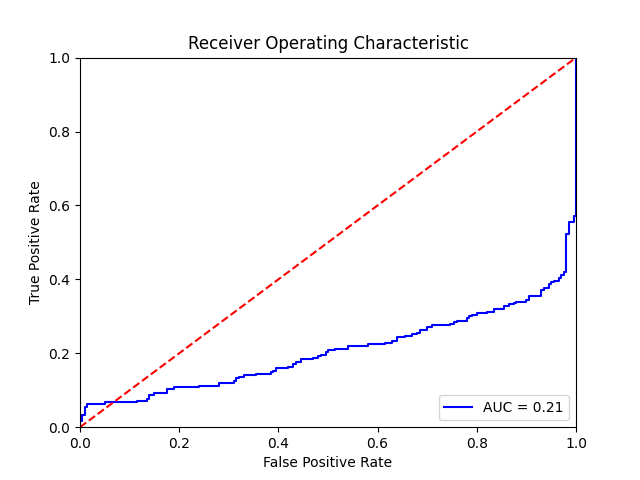 Receiver Operating Characteristic
True Positive Rate
1.0
0.8
0.6
0.4
0.2
0.0
AUC = 0.21
0.0 0.2 0.4 0.6 0.8 1.0
False Positive Rate